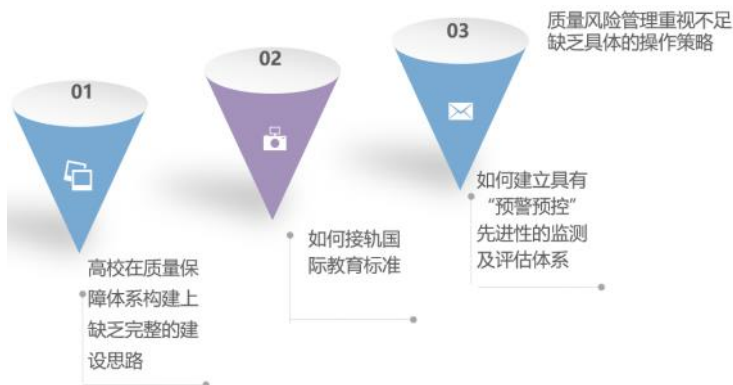 01
高校在质量保
障体系构建上
缺乏完整的建
设思路
02
如何接轨国
际教育标准
03
质量风险管理重视不足
缺乏具体的操作策略
如何建立具有
“预警预控”
先进性的监测
及评估体系